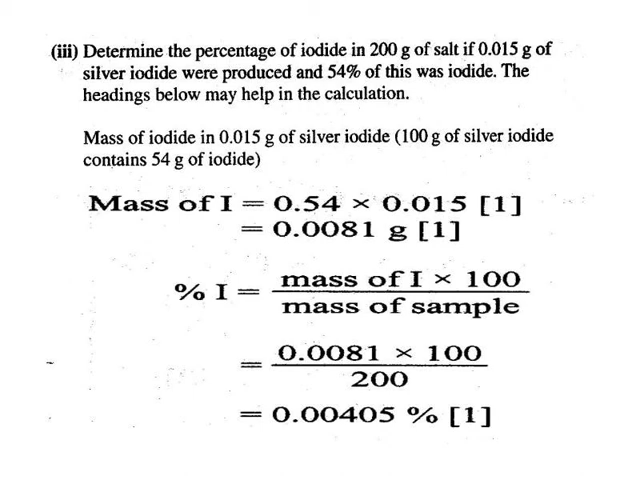 (iii) Determine the percentage of iodide in 200 g of salt if 0.015 g of
silver iodide were produced and 54% of this was iodide. The
headings below may help in the calculation.
Mass of iodide in 0.015 g of silver iodide (100 g of silver iodide
contains 54 g of iodide)
Mass of I = 0.54 × 0.015 [1]
= 0.0081 g [1]
% I = mass of I × 100
mass of sample
= 0.0081 × 100
200
= 0.00405 % [1]